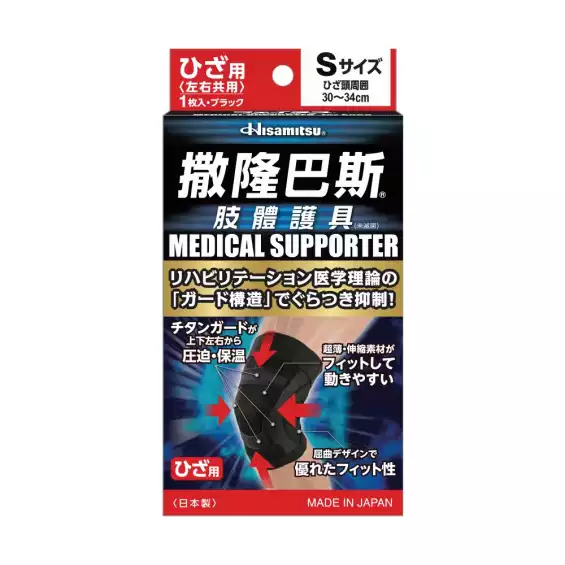 ひざ用
〈左右共用〉
1枚入・ブラック
Sサイズ
ひざ頭周囲
30〜34cm
Hisamitsu®
撒隆巴斯®
肢體護具(未滅菌)
MEDICAL SUPPORTER
リハビリテーション医学理論の
「ガード構造」でぐらつき抑制!
チタンガードが
上下左右から
圧迫・保温
超薄・伸縮素材が
フィットして
動きやすい
屈曲デザインで
優れたフィット性
ひざ用
〈日本製〉
MADE IN JAPAN